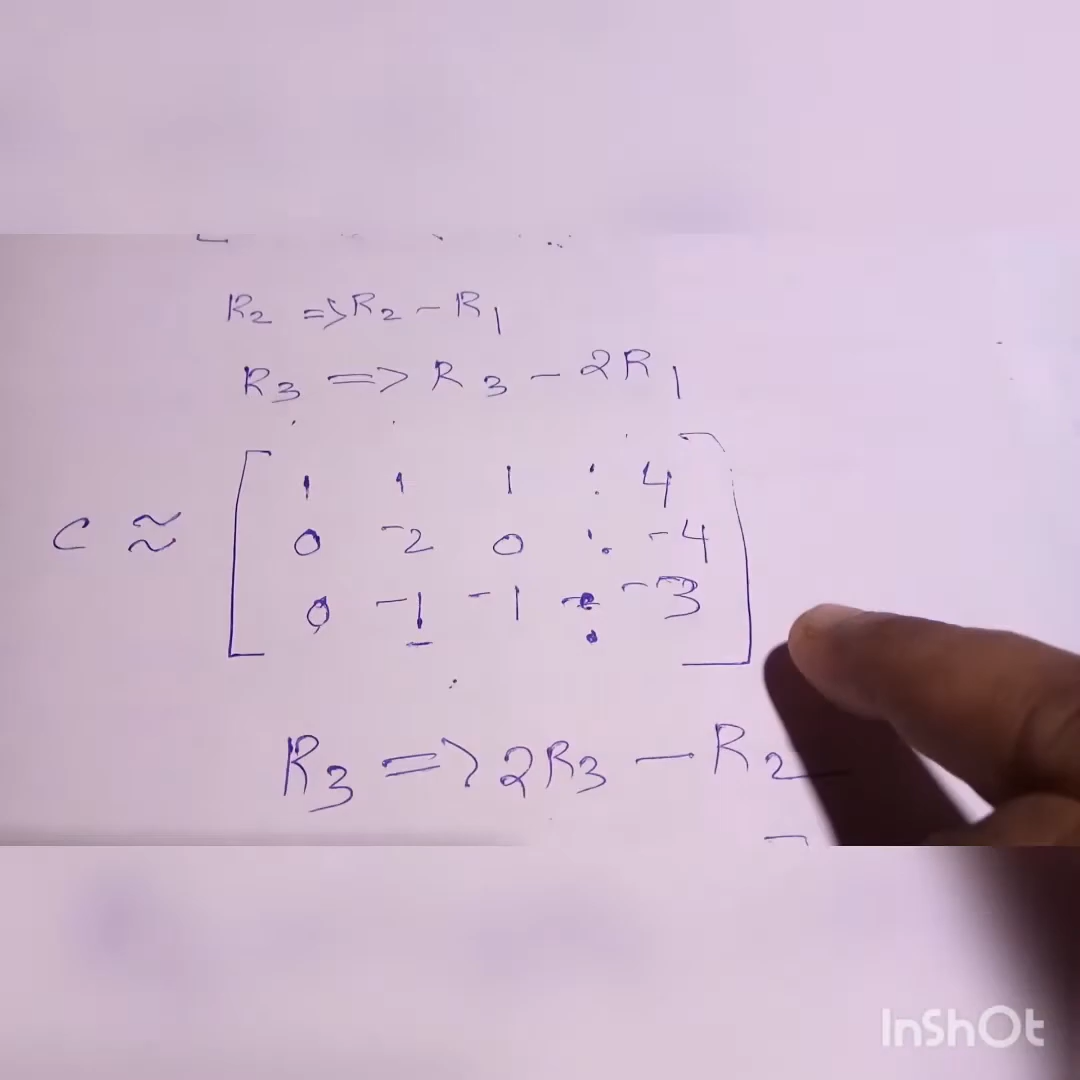 R2 => R2 - R1
R3 => R3 - 2R1
1 1 1 : 4
C ≈ 0 -2 0 : -4
0 -1 -1 : -3
R3 => 2R3 - R2
InShOt